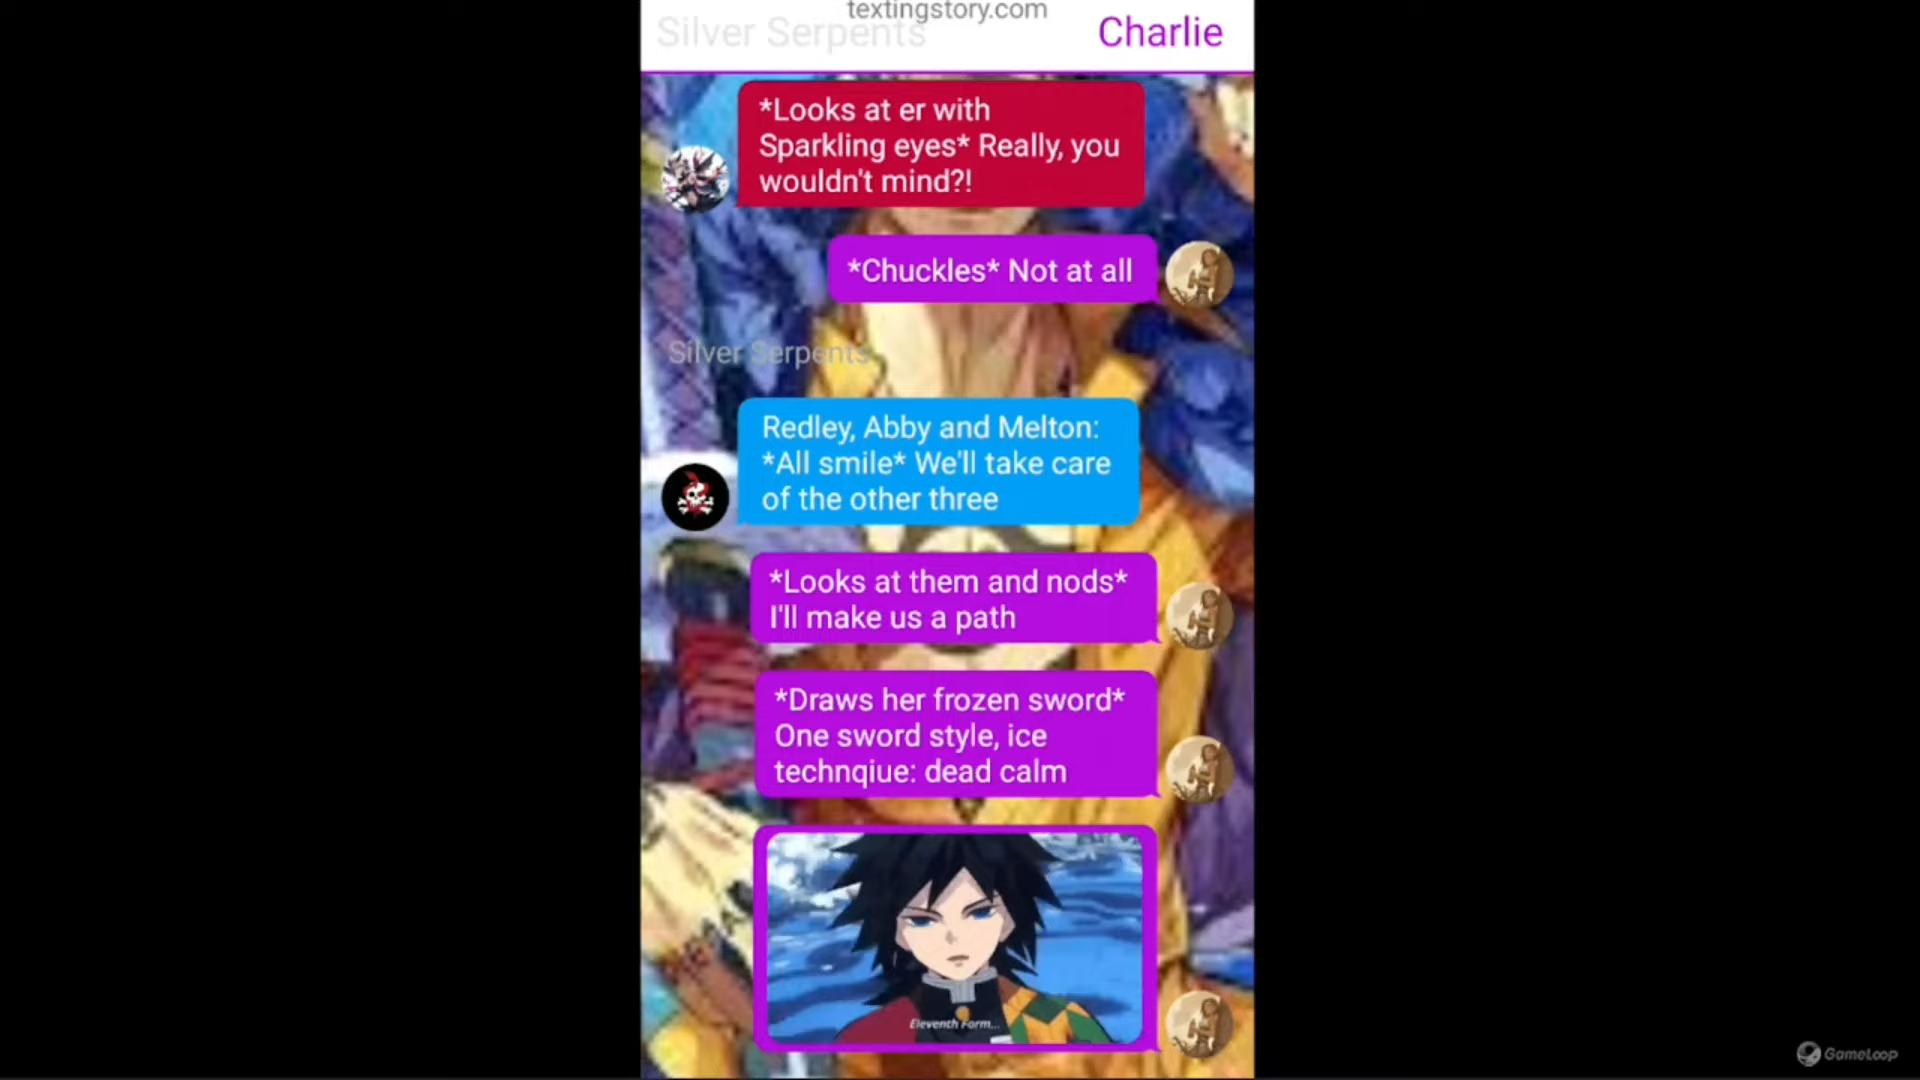 textingstory.com
Silver Serpents
Charlie
*Looks at er with
Sparkling eyes* Really, you
wouldn't mind?!
*Chuckles* Not at all
Silver Serpents
Redley, Abby and Melton:
*All smile* We'll take care
of the other three
*Looks at them and nods*
I'll make us a path
*Draws her frozen sword*
One sword style, ice
technqiue: dead calm
Eleventh Form...
GameLoop